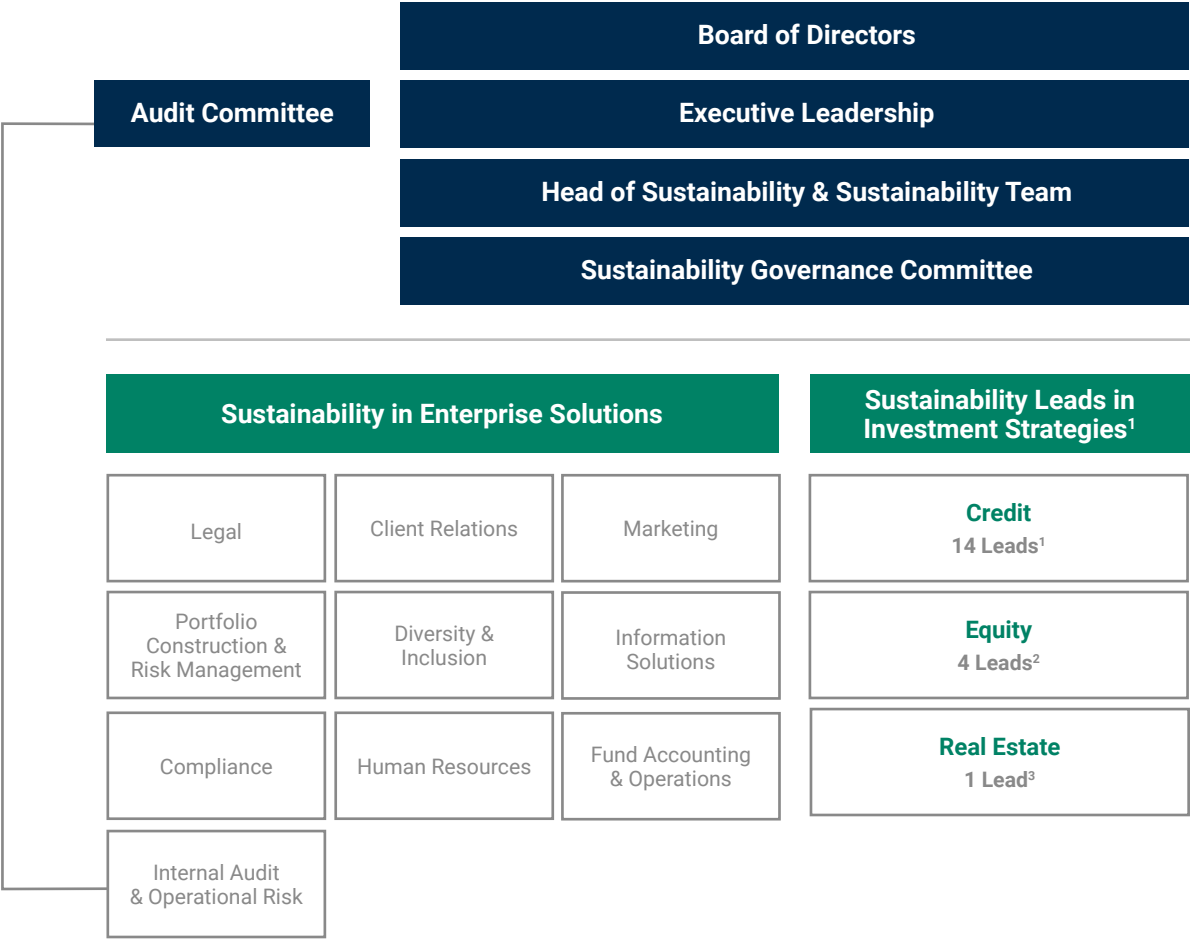 Board of Directors
Audit Committee
Executive Leadership
Head of Sustainability & Sustainability Team
Sustainability Governance Committee
Sustainability in Enterprise Solutions
Sustainability Leads in
Investment Strategies¹
Legal
Client Relations
Marketing
Credit
14 Leads¹
Portfolio
Construction &
Risk Management
Diversity &
Inclusion
Information
Solutions
Equity
4 Leads²
Compliance
Human Resources
Fund Accounting
& Operations
Real Estate
1 Lead³
Internal Audit
& Operational Risk